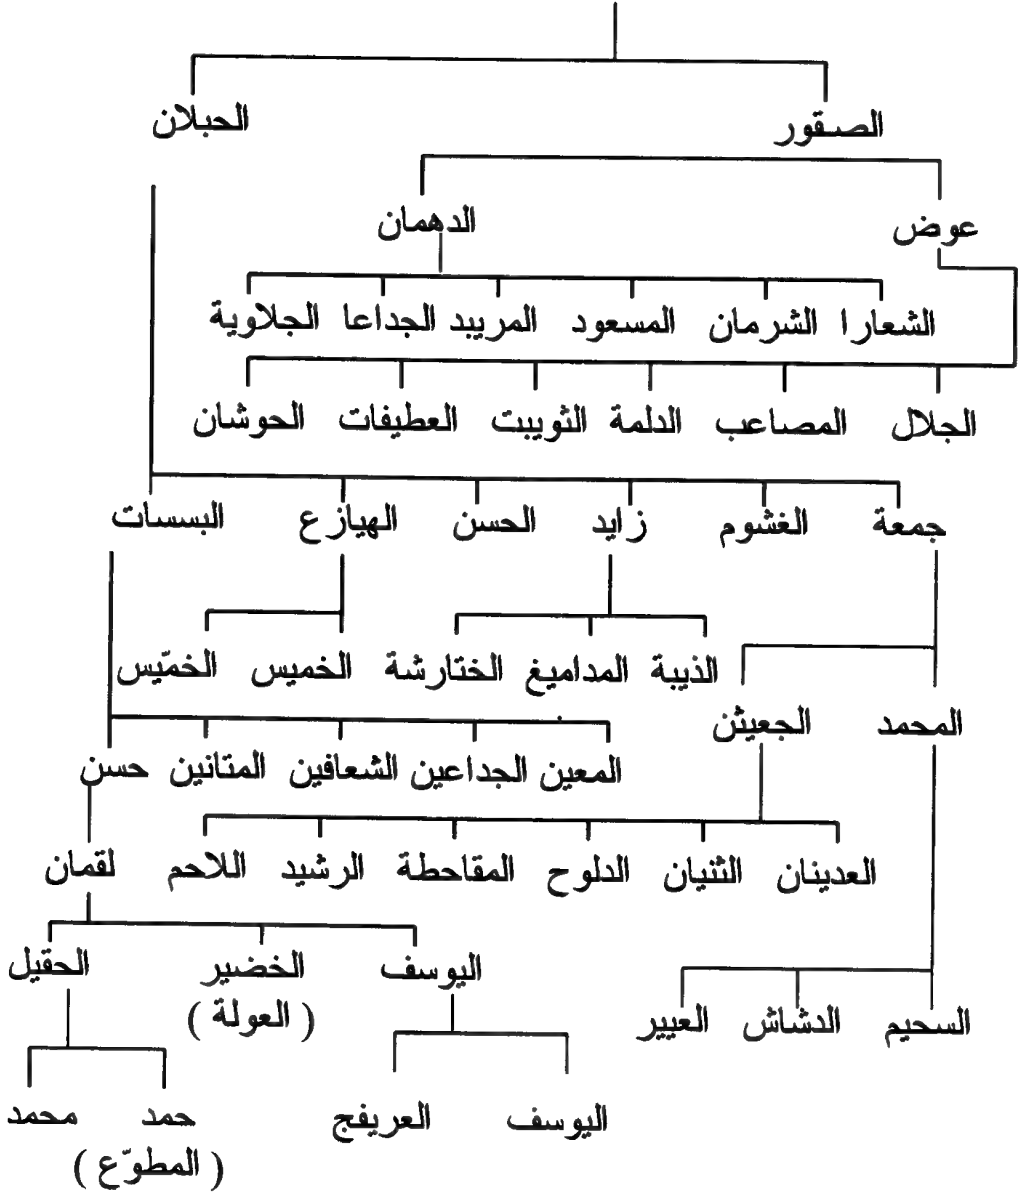 الصقور الحبلان
عوض الدهمان
الشعارا الشرمان المسعود المريبد الجداعا الجلاوية
الجلال المصاعب الدلمة الثويبت العطيفات الحوشان
جمعة الغشوم زايد الحسن الهيازع البسسات
الذيبة المداميغ الختارشة الخميس الخمّيس
المحمد الجعيثن
المعين الجداعين الشعافين المتانين حسن
العدينان الثنيان الدلوح المقاحطة الرشيد اللاحم لقمان
اليوسف الخضير الحقيل
السحيم الدشاش العيير ( العولة )
اليوسف العريفج حمد محمد
( المطوّع )